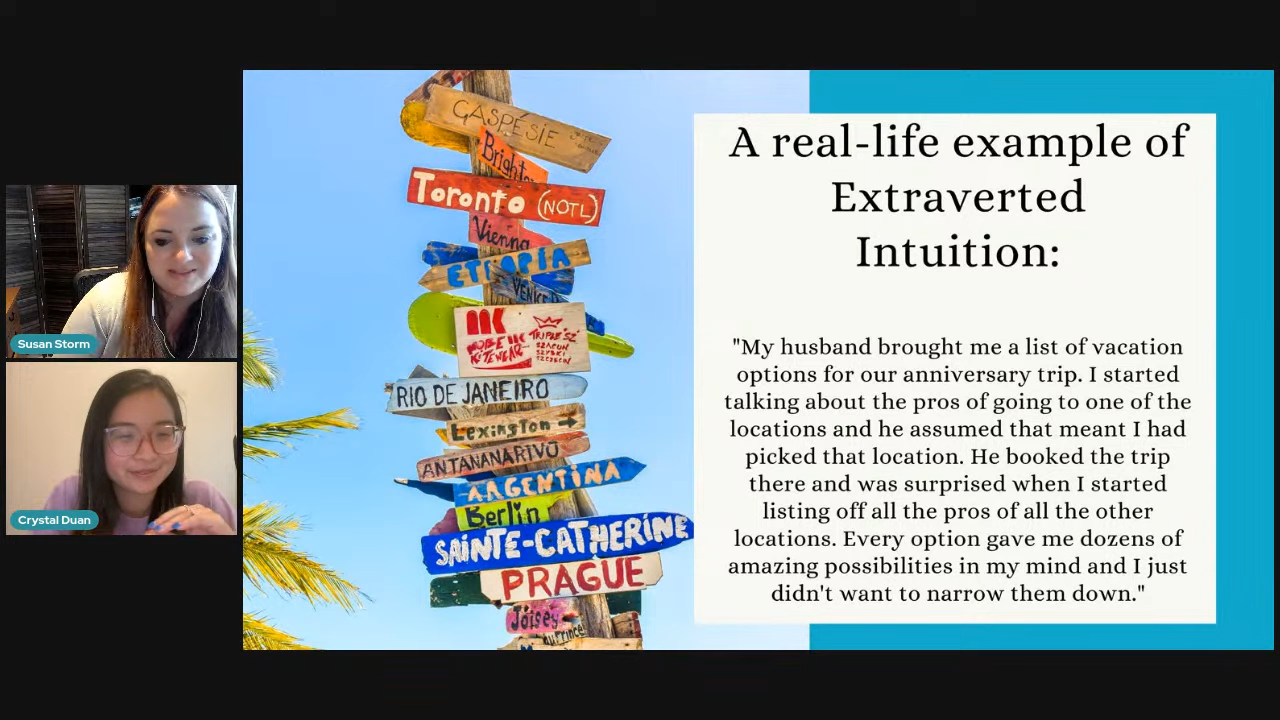 Susan Storm
Crystal Duan
GASPÉSIE
Toronto (NOTL)
Vienna
ETHIOPIA
VENICE
RIO DE JANEIRO
Lexington →
ANTANANARIVO
ARGENTINA
Berlin
SAINTE-CATHERINE
PRAGUE
Joisey
A real-life example of
Extraverted
Intuition:
"My husband brought me a list of vacation
options for our anniversary trip. I started
talking about the pros of going to one of the
locations and he assumed that meant I had
picked that location. He booked the trip
there and was surprised when I started
listing off all the pros of all the other
locations. Every option gave me dozens of
amazing possibilities in my mind and I just
didn't want to narrow them down."